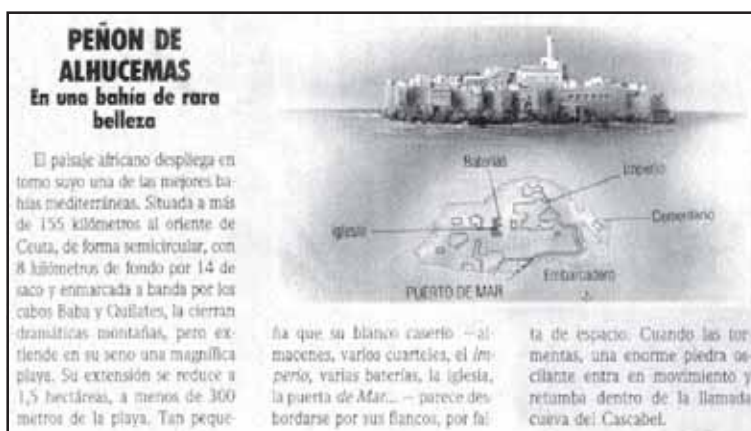 PEÑON DE
ALHUCEMAS
En una bahía de rara
belleza
El paisaje africano despliega en
torno suyo una de las mejores ba-
hías mediterráneas. Situada a más
de 155 kilómetros al oriente de
Ceuta, de forma semicircular, con
8 kilómetros de fondo por 14 de
saco y enmarcada a banda por los
cabos Baba y Quilates, la cierran
dramáticas montañas, pero ex-
tiende en su seno una magnífica
playa. Su extensión se reduce a
1,5 hectáreas, a menos de 300
metros de la playa. Tan peque-
Baterías
Imperio
Iglesia
Cementerio
Embarcadero
PUERTO DE MAR
ña que su blanco caserío —al-
macenes, varios cuarteles, el Im-
perio, varias baterías, la iglesia,
la puerta de Mar...— parece des-
bordarse por sus flancos, por fal-
ta de espacio. Cuando las tor-
mentas, una enorme piedra os-
cilante entra en movimiento y
retumba dentro de la llamada
cueva del Cascabel.